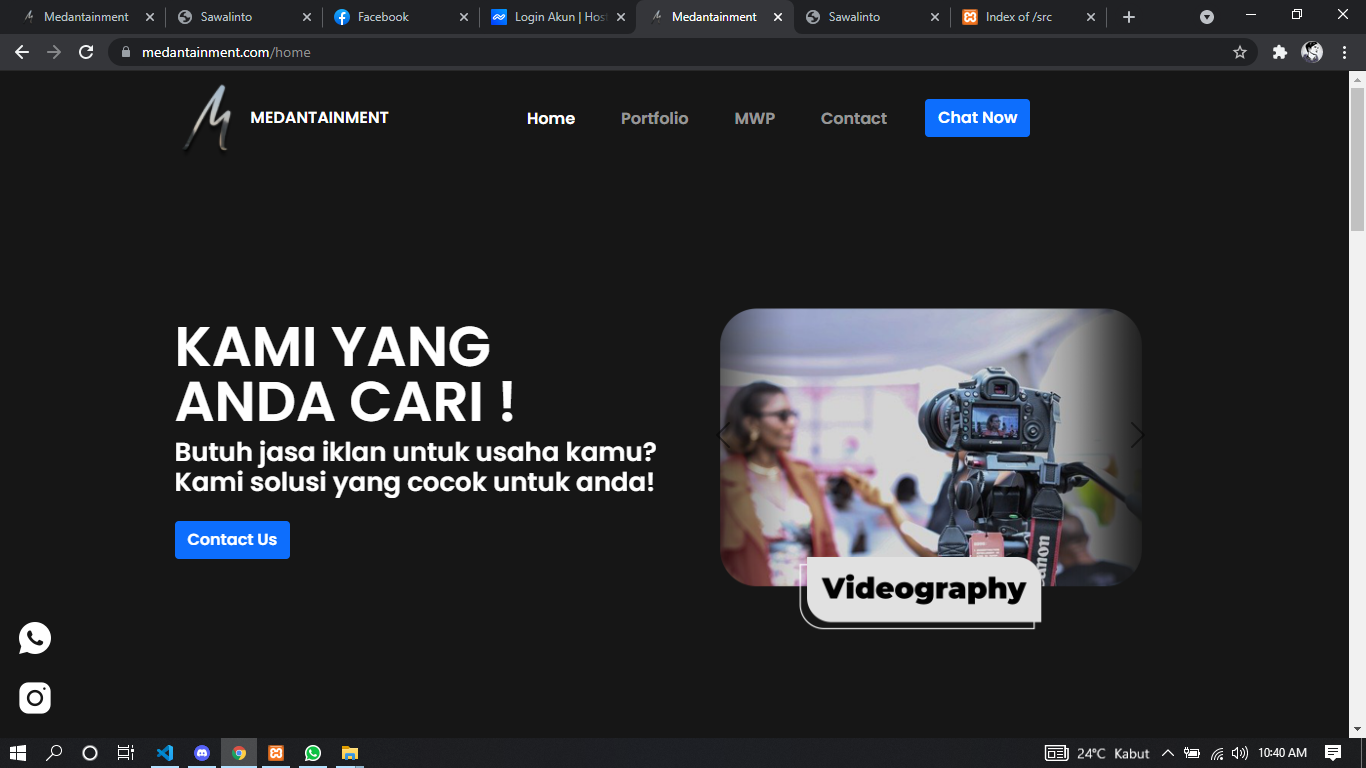 Medantainment
Sawalinto
Facebook
Login Akun | Host
Medantainment
Sawalinto
Index of /src
medantainment.com/home
MEDANTAINMENT
Home
Portfolio
MWP
Contact
Chat Now
KAMI YANG
ANDA CARI !
Butuh jasa iklan untuk usaha kamu?
Kami solusi yang cocok untuk anda!
Contact Us
Canon
Canon
Videography
24°C Kabut
10:40 AM